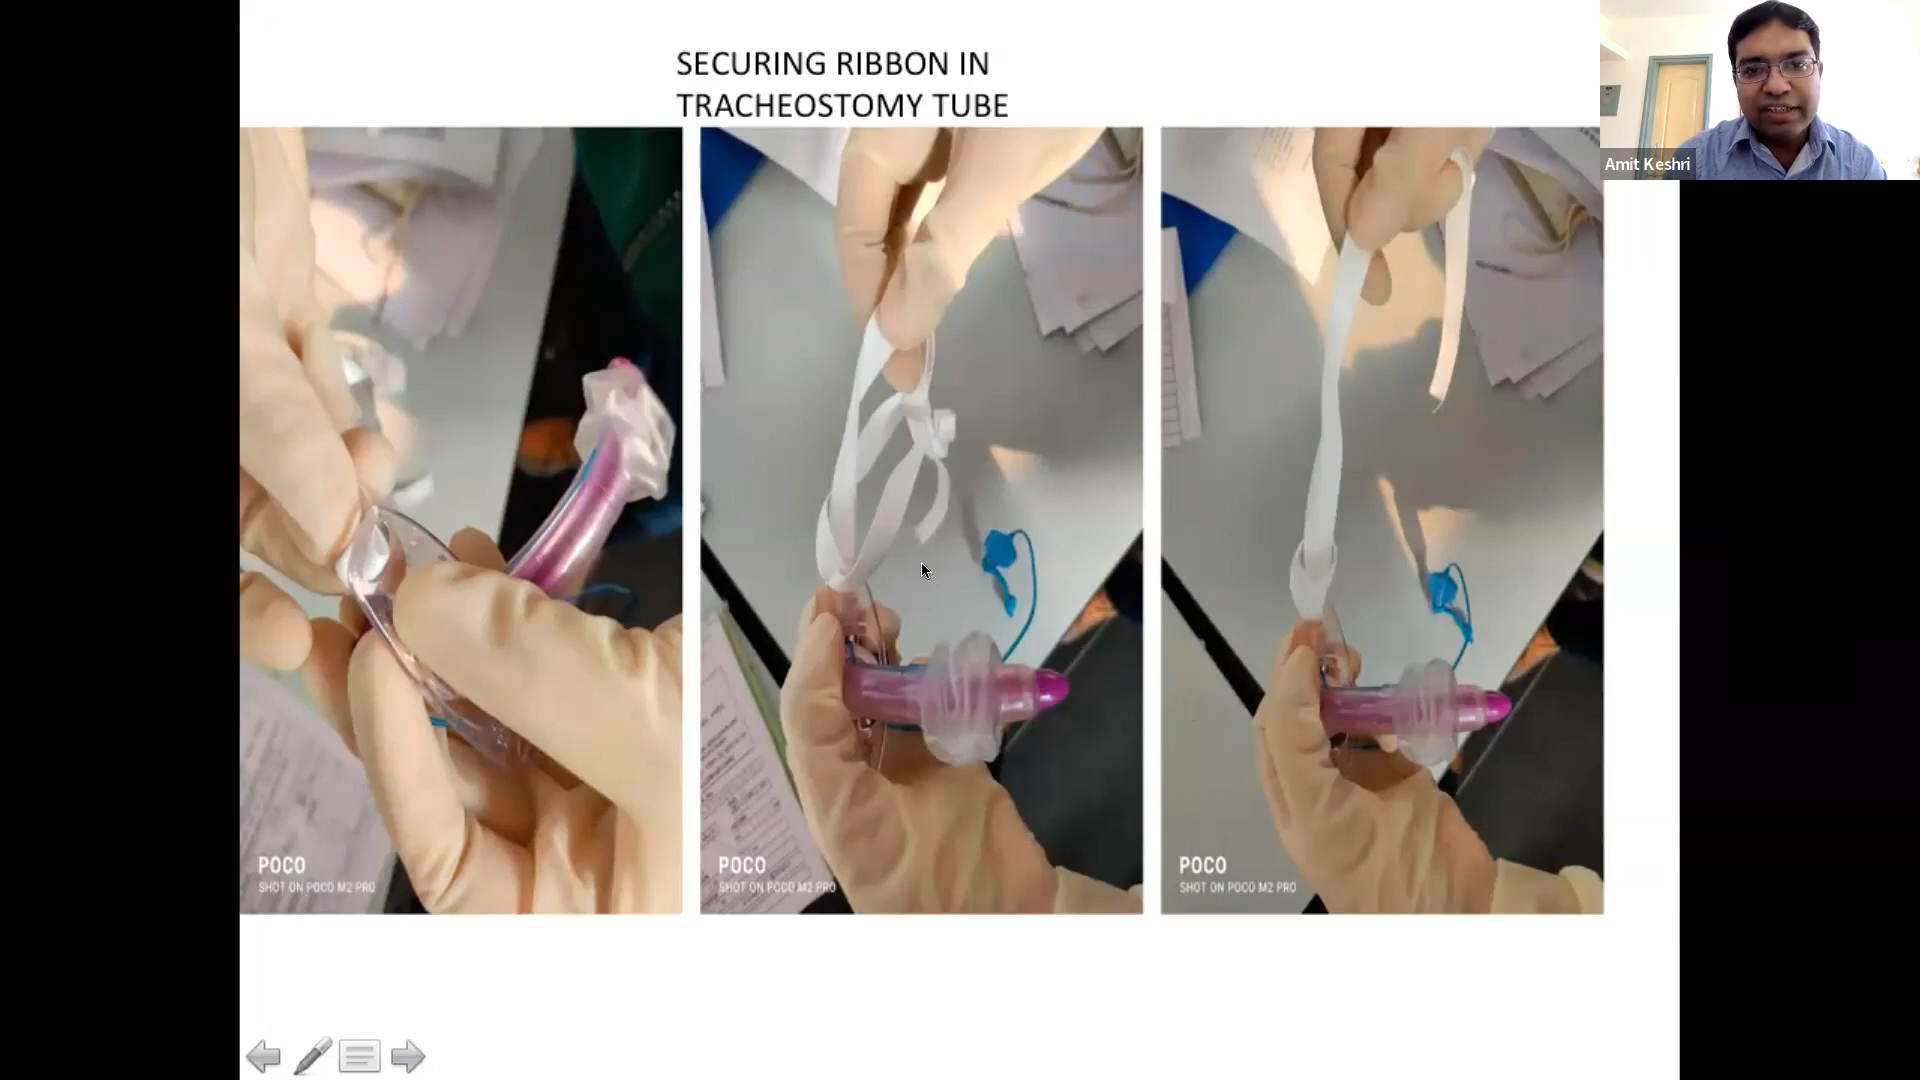 SECURING RIBBON IN
TRACHEOSTOMY TUBE
Amit Keshri
POCO
SHOT ON POCO M2 PRO
POCO
SHOT ON POCO M2 PRO
POCO
SHOT ON POCO M2 PRO